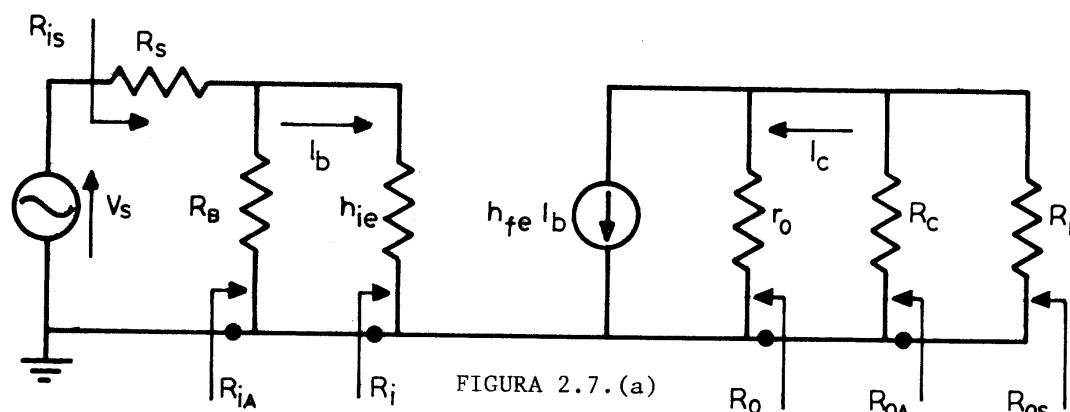 R_is
R_s
I_b
I_c
V_s
R_B
h_ie
h_fe I_b
r_o
R_C
R_iA
R_i
FIGURA 2.7.(a)
R_O
R_OA
R_OS